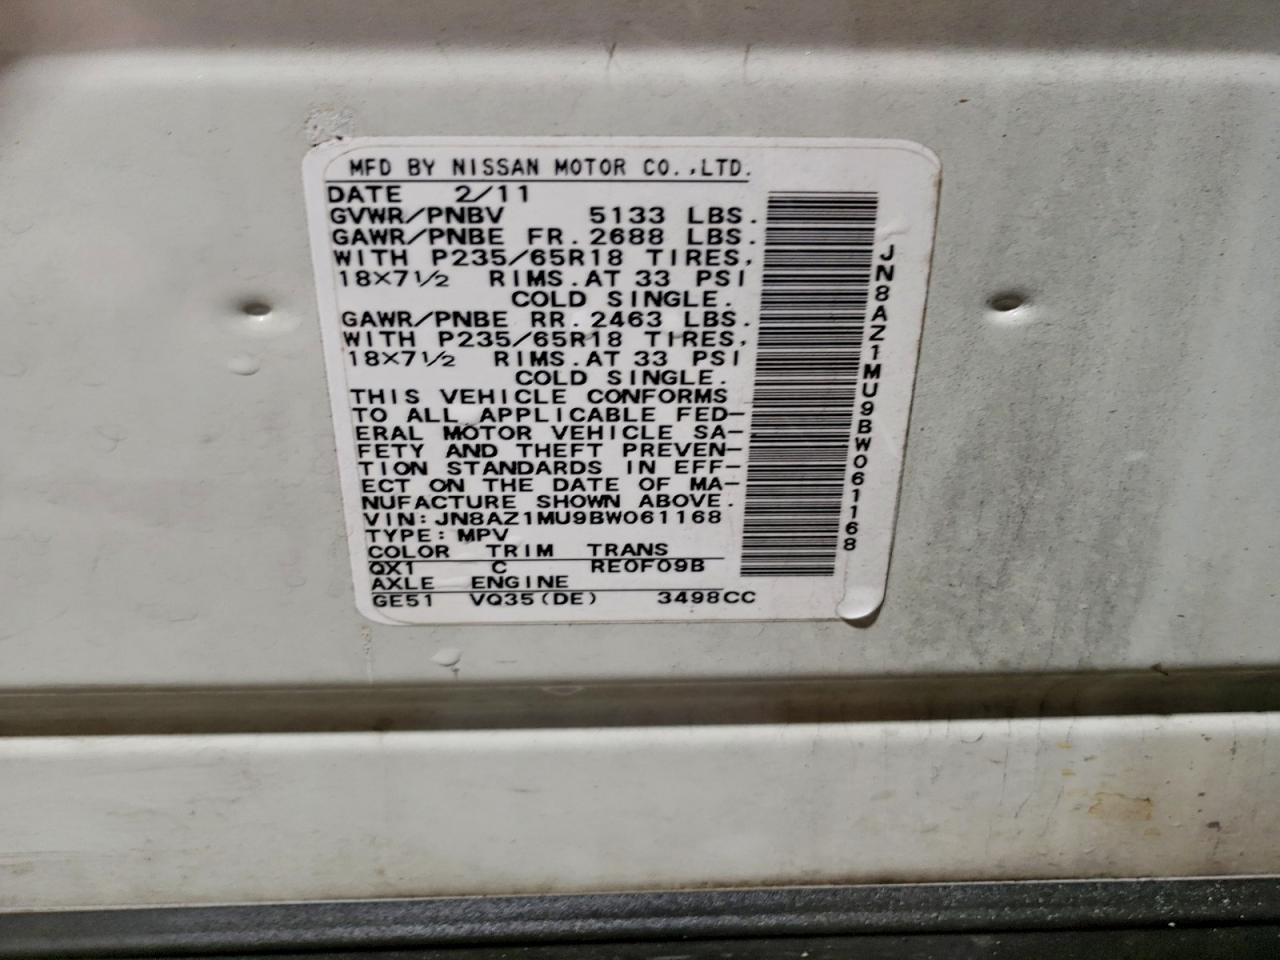 MFD BY NISSAN MOTOR CO.,LTD.
DATE 2/11
GVWR/PNBV 5133 LBS.
GAWR/PNBE FR. 2688 LBS.
WITH P235/65R18 TIRES,
18×7½ RIMS. AT 33 PSI
COLD SINGLE.
GAWR/PNBE RR. 2463 LBS.
WITH P235/65R18 TIRES,
18×7½ RIMS. AT 33 PSI
COLD SINGLE.
THIS VEHICLE CONFORMS
TO ALL APPLICABLE FED-
ERAL MOTOR VEHICLE SA-
FETY AND THEFT PREVEN-
TION STANDARDS IN EFF-
ECT ON THE DATE OF MA-
NUFACTURE SHOWN ABOVE.
VIN: JN8AZ1MU9BW061168
TYPE: MPV
COLOR TRIM TRANS
QX1 C RE0F09B
AXLE ENGINE
GE51 VQ35(DE) 3498CC
JN8AZ1MU9BW061168